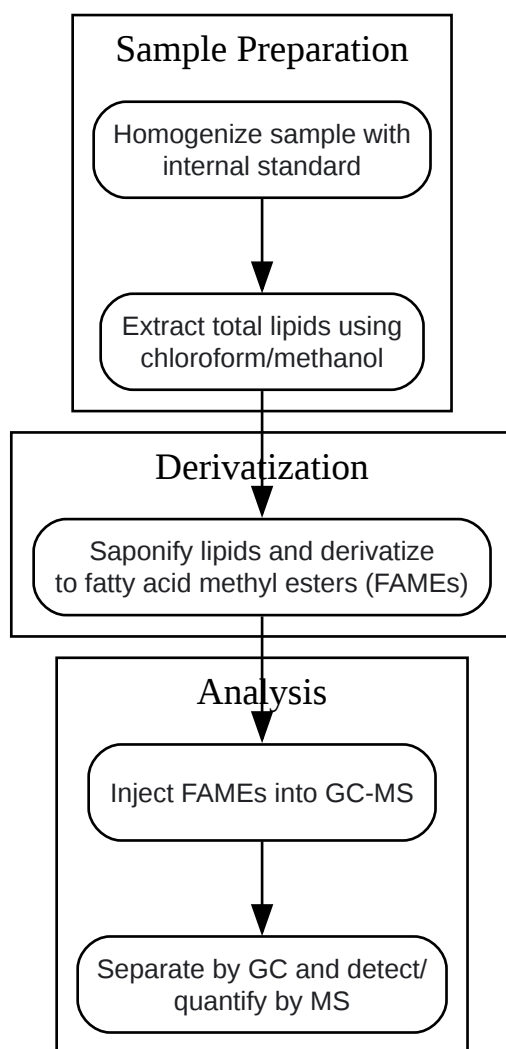 Sample Preparation
Homogenize sample with
internal standard
Extract total lipids using
chloroform/methanol
Derivatization
Saponify lipids and derivatize
to fatty acid methyl esters (FAMEs)
Analysis
Inject FAMEs into GC-MS
Separate by GC and detect/
quantify by MS